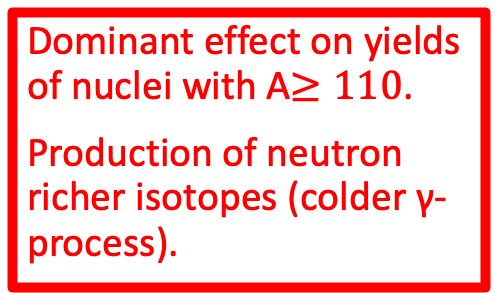 Dominant effect on yields
of nuclei with A≥ 110.
Production of neutron
richer isotopes (colder γ-
process).